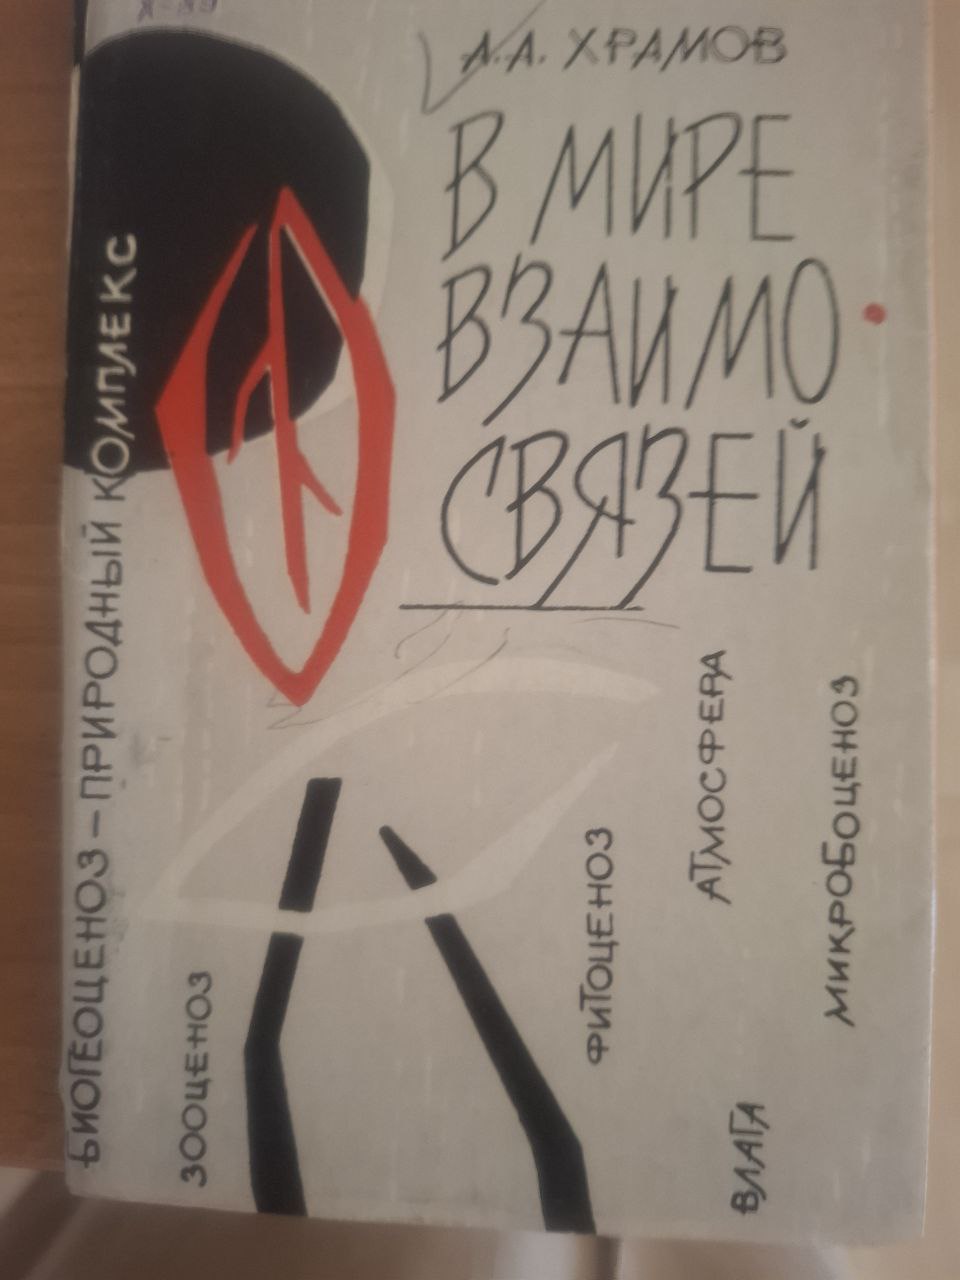 А.А. ХРАМОВ
В МИРЕ
ВЗАИМО
СВЯЗЕЙ
БИОГЕОЦЕНОЗ – ПРИРОДНЫЙ КОМПЛЕКС
ЗООЦЕНОЗ
ФИТОЦЕНОЗ
АТМОСФЕРА
МИКРОБОЦЕНОЗ
ВЛАГА